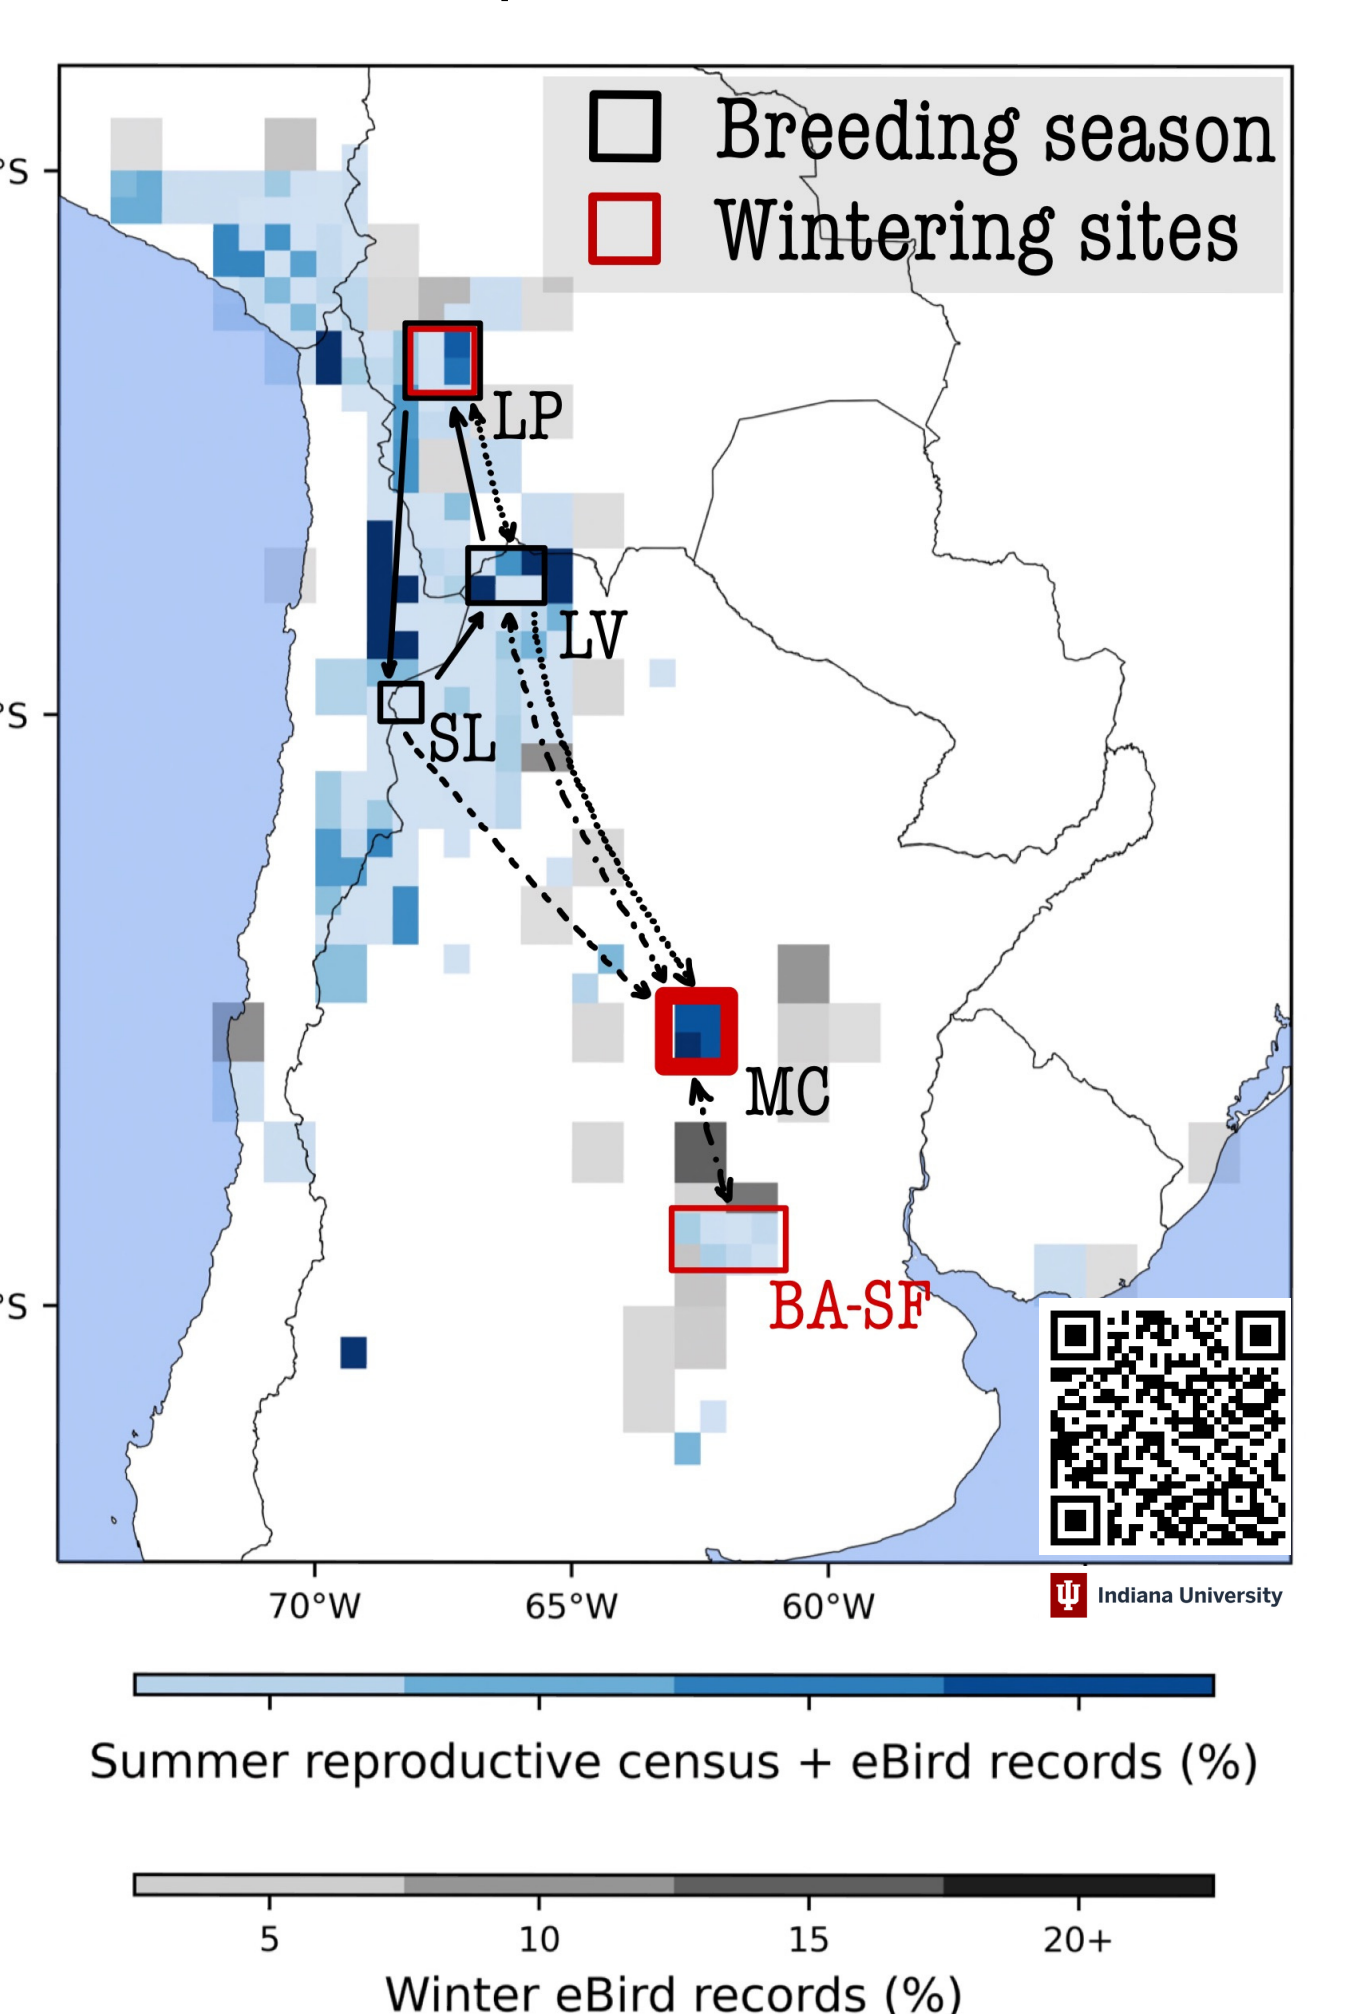 °S
Breeding season
Wintering sites
LP
LV
°S
SL
MC
°S
BA-SF
70°W 65°W 60°W
Indiana University
Summer reproductive census + eBird records (%)
5 10 15 20+
Winter eBird records (%)